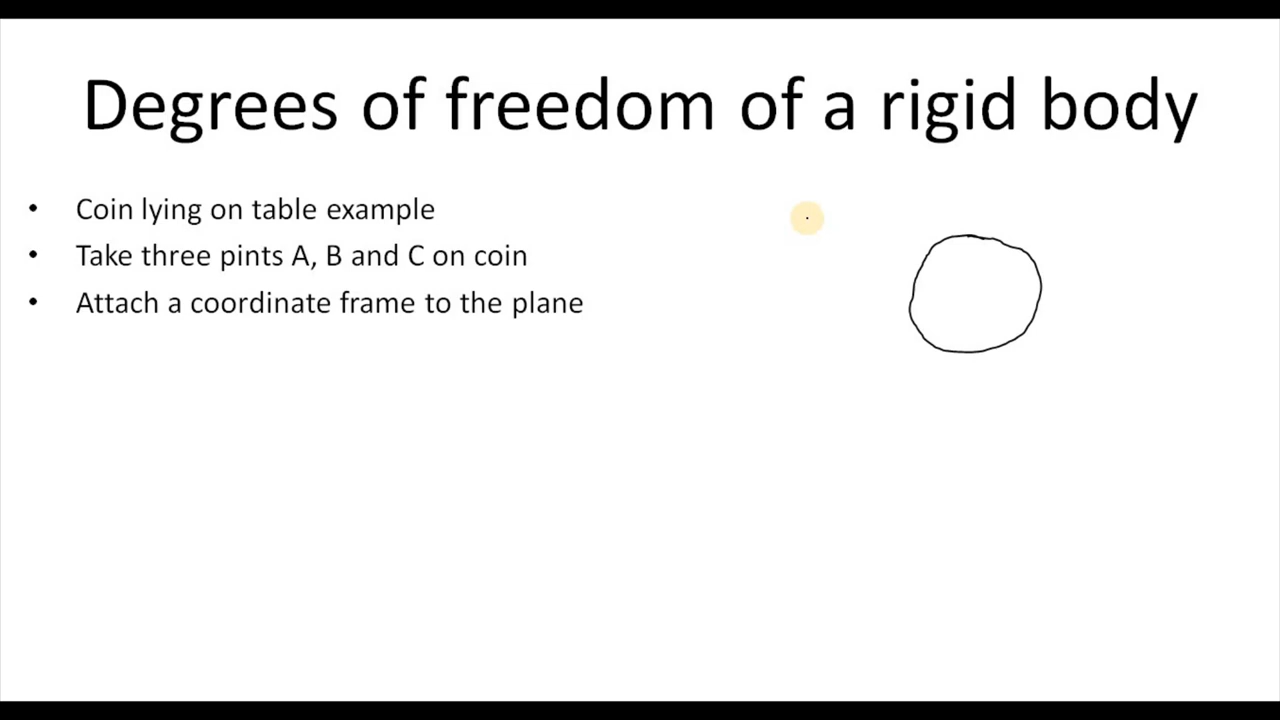 Degrees of freedom of a rigid body
• Coin lying on table example
• Take three pints A, B and C on coin
• Attach a coordinate frame to the plane